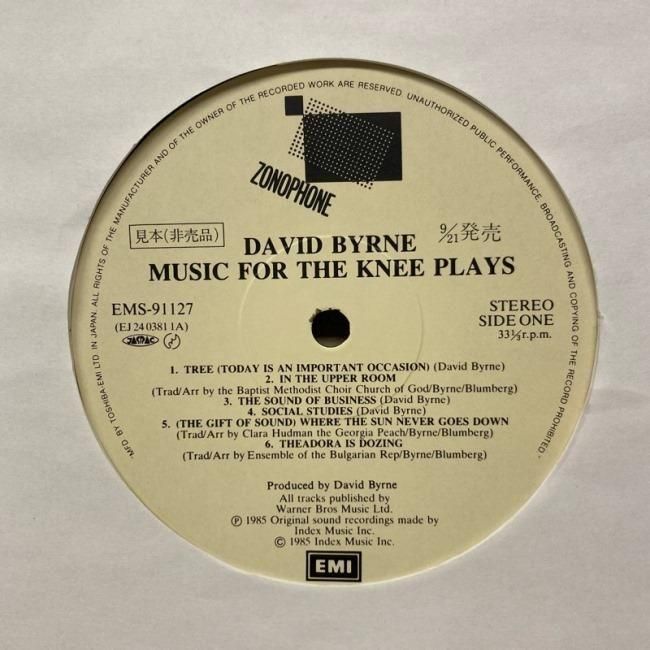 "MFD BY TOSHIBA-EMI LTD. IN JAPAN. ALL RIGHTS OF THE MANUFACTURER AND OF THE OWNER OF THE RECORDED WORK ARE RESERVED. UNAUTHORIZED PUBLIC PERFORMANCE, BROADCASTING AND COPYING OF THE RECORD PROHIBITED"
ZONOPHONE
見本(非売品)
9/21発売
DAVID BYRNE
MUSIC FOR THE KNEE PLAYS
EMS-91127
(EJ 24 0381 1A)
JASRAC
STEREO
SIDE ONE
33⅓ r.p.m.
1. TREE (TODAY IS AN IMPORTANT OCCASION) (David Byrne)
2. IN THE UPPER ROOM
(Trad/Arr by the Baptist Methodist Choir Church of God/Byrne/Blumberg)
3. THE SOUND OF BUSINESS (David Byrne)
4. SOCIAL STUDIES (David Byrne)
5. (THE GIFT OF SOUND) WHERE THE SUN NEVER GOES DOWN
(Trad/Arr by Clara Hudman the Georgia Peach/Byrne/Blumberg)
6. THEADORA IS DOZING
(Trad/Arr by Ensemble of the Bulgarian Rep/Byrne/Blumberg)
Produced by David Byrne
All tracks published by
Warner Bros Music Ltd.
Ⓟ 1985 Original sound recordings made by
Index Music Inc.
© 1985 Index Music Inc.
EMI